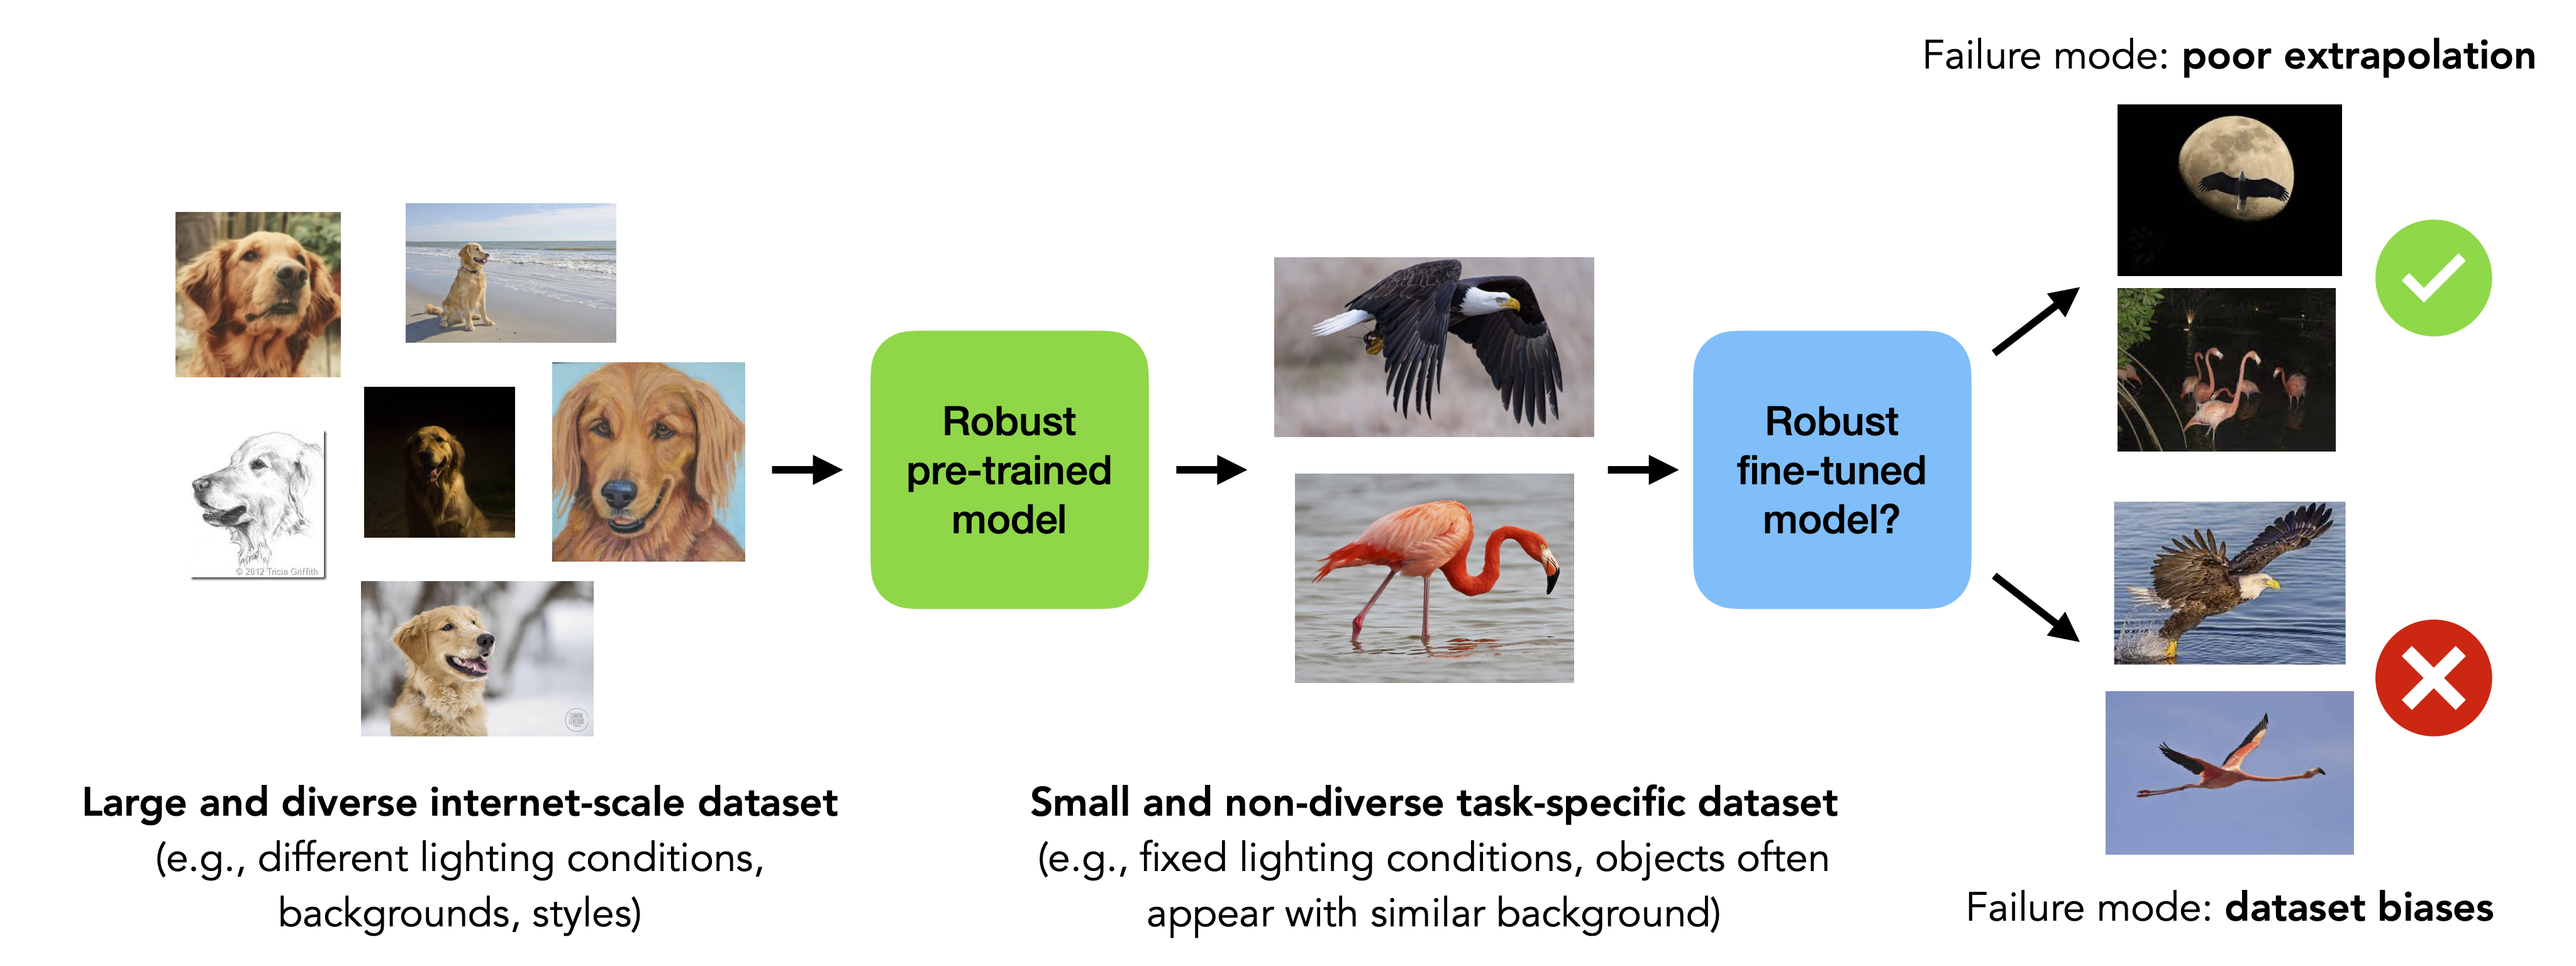 Failure mode: poor extrapolation
Robust
pre-trained
model
Robust
fine-tuned
model?
© 2012 Tricia Griffith
Large and diverse internet-scale dataset
(e.g., different lighting conditions,
backgrounds, styles)
Small and non-diverse task-specific dataset
(e.g., fixed lighting conditions, objects often
appear with similar background)
Failure mode: dataset biases